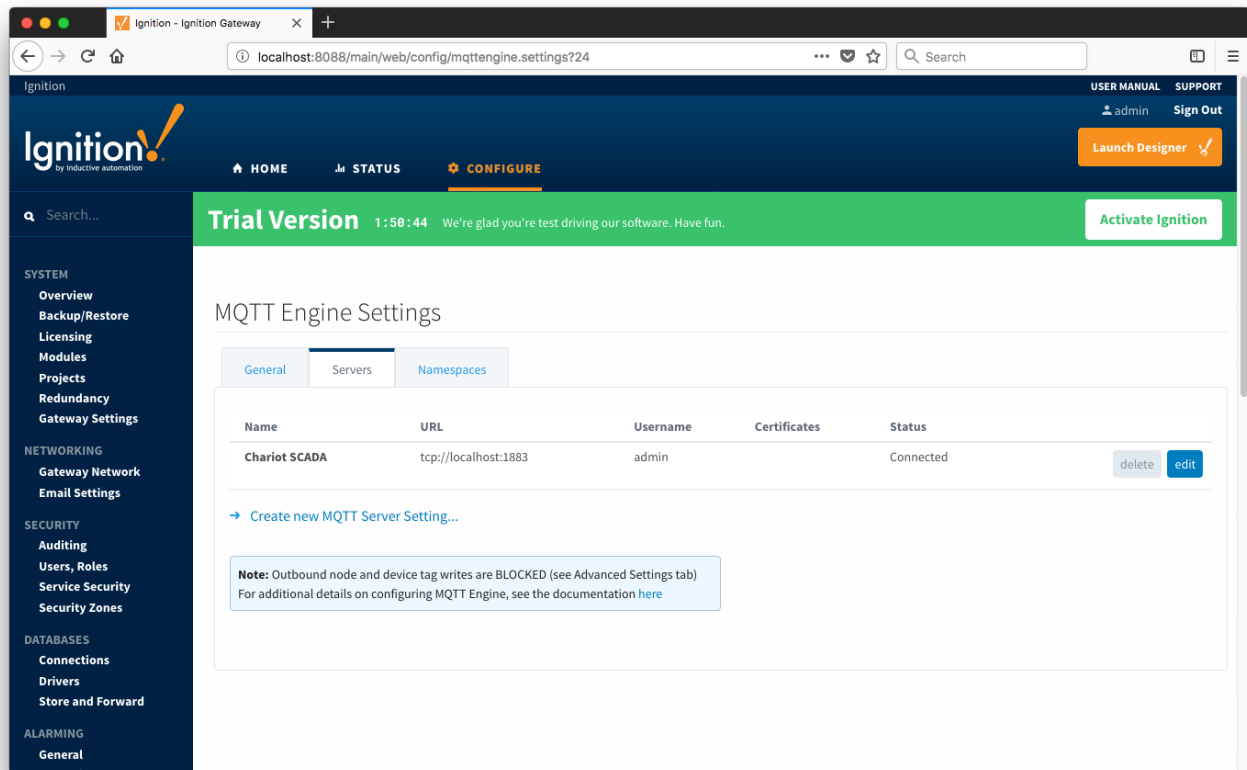 Ignition - Ignition Gateway
localhost:8088/main/web/config/mqttengine.settings?24
Search
Ignition
USER MANUAL SUPPORT
admin Sign Out
Ignition!
by inductive automation
HOME STATUS CONFIGURE
Launch Designer
Search...
Trial Version 1:50:44 We're glad you're test driving our software. Have fun.
Activate Ignition
SYSTEM
Overview
Backup/Restore
Licensing
Modules
Projects
Redundancy
Gateway Settings
NETWORKING
Gateway Network
Email Settings
SECURITY
Auditing
Users, Roles
Service Security
Security Zones
DATABASES
Connections
Drivers
Store and Forward
ALARMING
General
MQTT Engine Settings
General Servers Namespaces
Name URL Username Certificates Status
Chariot SCADA tcp://localhost:1883 admin Connected delete edit
Create new MQTT Server Setting...
Note: Outbound node and device tag writes are BLOCKED (see Advanced Settings tab)
For additional details on configuring MQTT Engine, see the documentation here